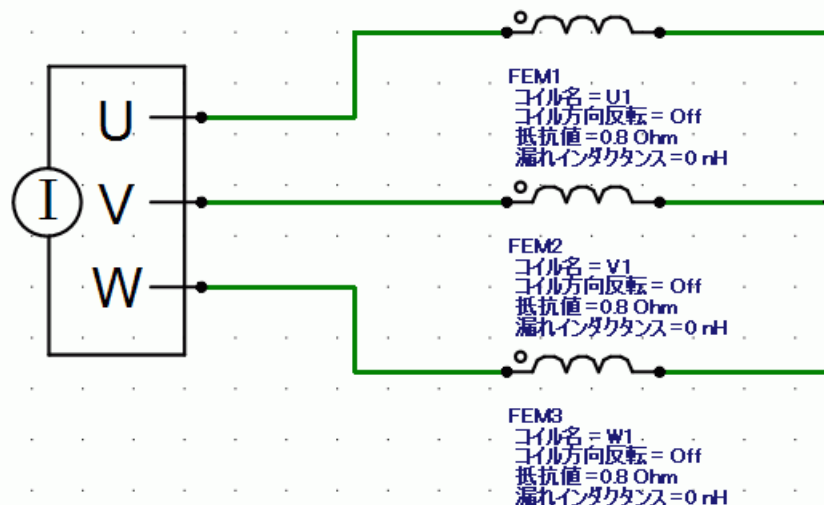 U
I
V
W
FEM1
コイル名 = U1
コイル方向反転 = Off
抵抗値 =0.8 Ohm
漏れインダクタンス =0 nH
FEM2
コイル名 = V1
コイル方向反転 = Off
抵抗値 =0.8 Ohm
漏れインダクタンス =0 nH
FEM3
コイル名 = W1
コイル方向反転 = Off
抵抗値 =0.8 Ohm
漏れインダクタンス =0 nH